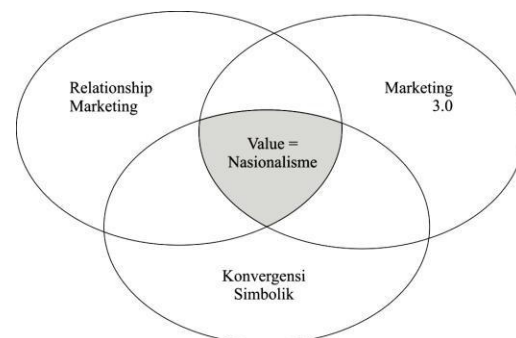 Relationship
Marketing
Marketing
3.0
Value =
Nasionalisme
Konvergensi
Simbolik